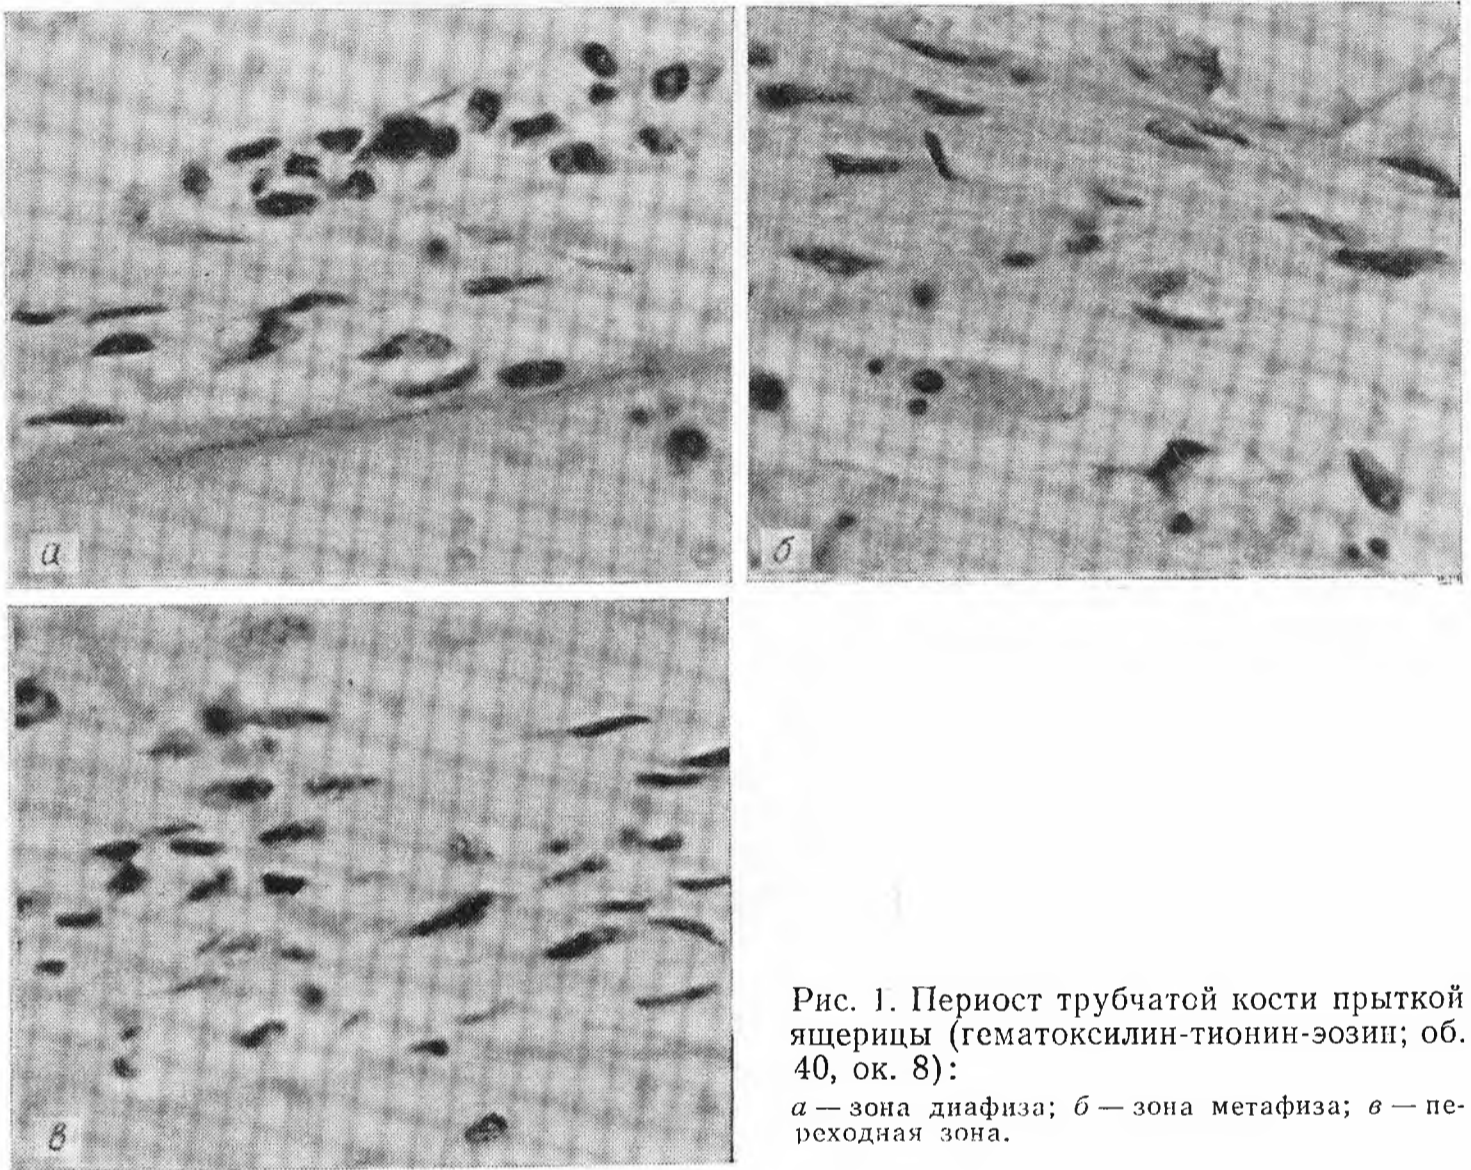 а
б
в
Рис. 1. Периост трубчатой кости прыткой
ящерицы (гематоксилин-тионин-эозин; об.
40, ок. 8):
а — зона диафиза; б — зона метафиза; в — пе-
реходная зона.